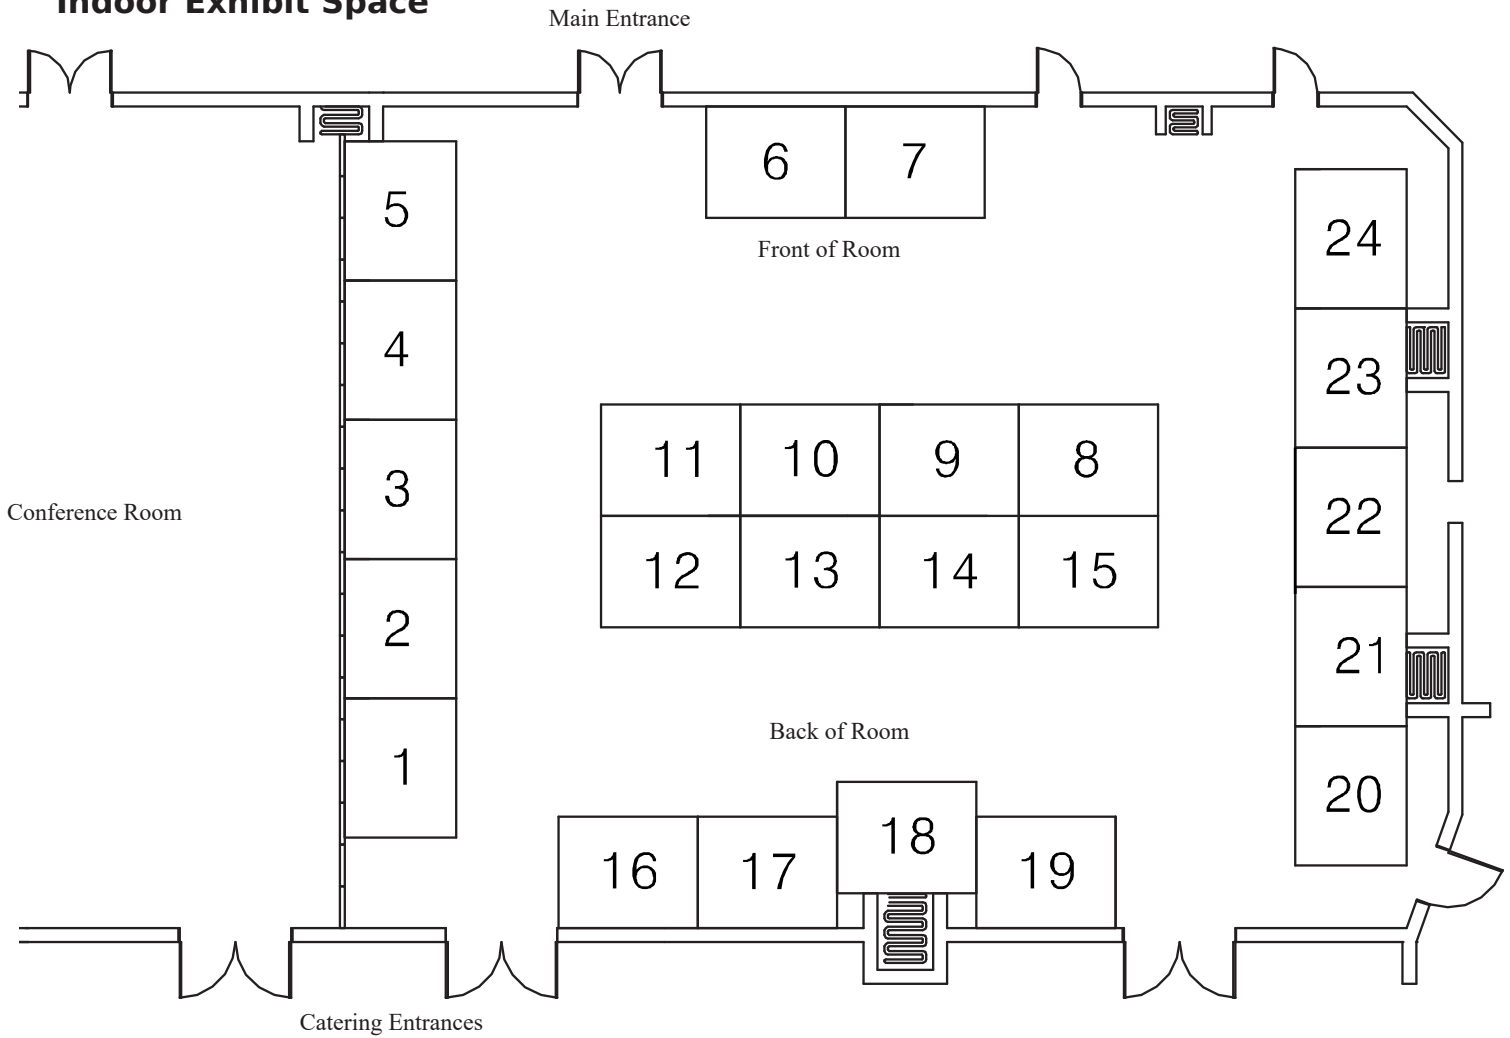 Indoor Exhibit Space
Main Entrance
6 7
5
24
Front of Room
4
23
11 10 9 8
3
Conference Room
22
12 13 14 15
2
21
Back of Room
1
20
18
16 17 19
Catering Entrances